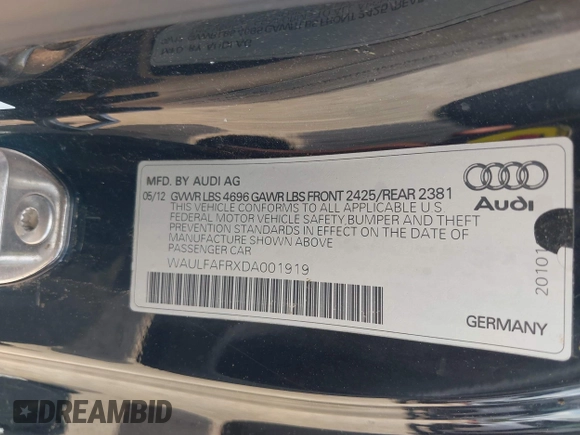 MFD. BY AUDI AG
05/12 GVWR LBS 4696 GAWR LBS FRONT 2425/REAR 2381
THIS VEHICLE CONFORMS TO ALL APPLICABLE U S
FEDERAL MOTOR VEHICLE SAFETY,BUMPER AND THEFT
PREVENTION STANDARDS IN EFFECT ON THE DATE OF
MANUFACTURE SHOWN ABOVE
PASSENGER CAR
WAULFAFRXDA001919
Audi
20101
GERMANY
DREAMBID